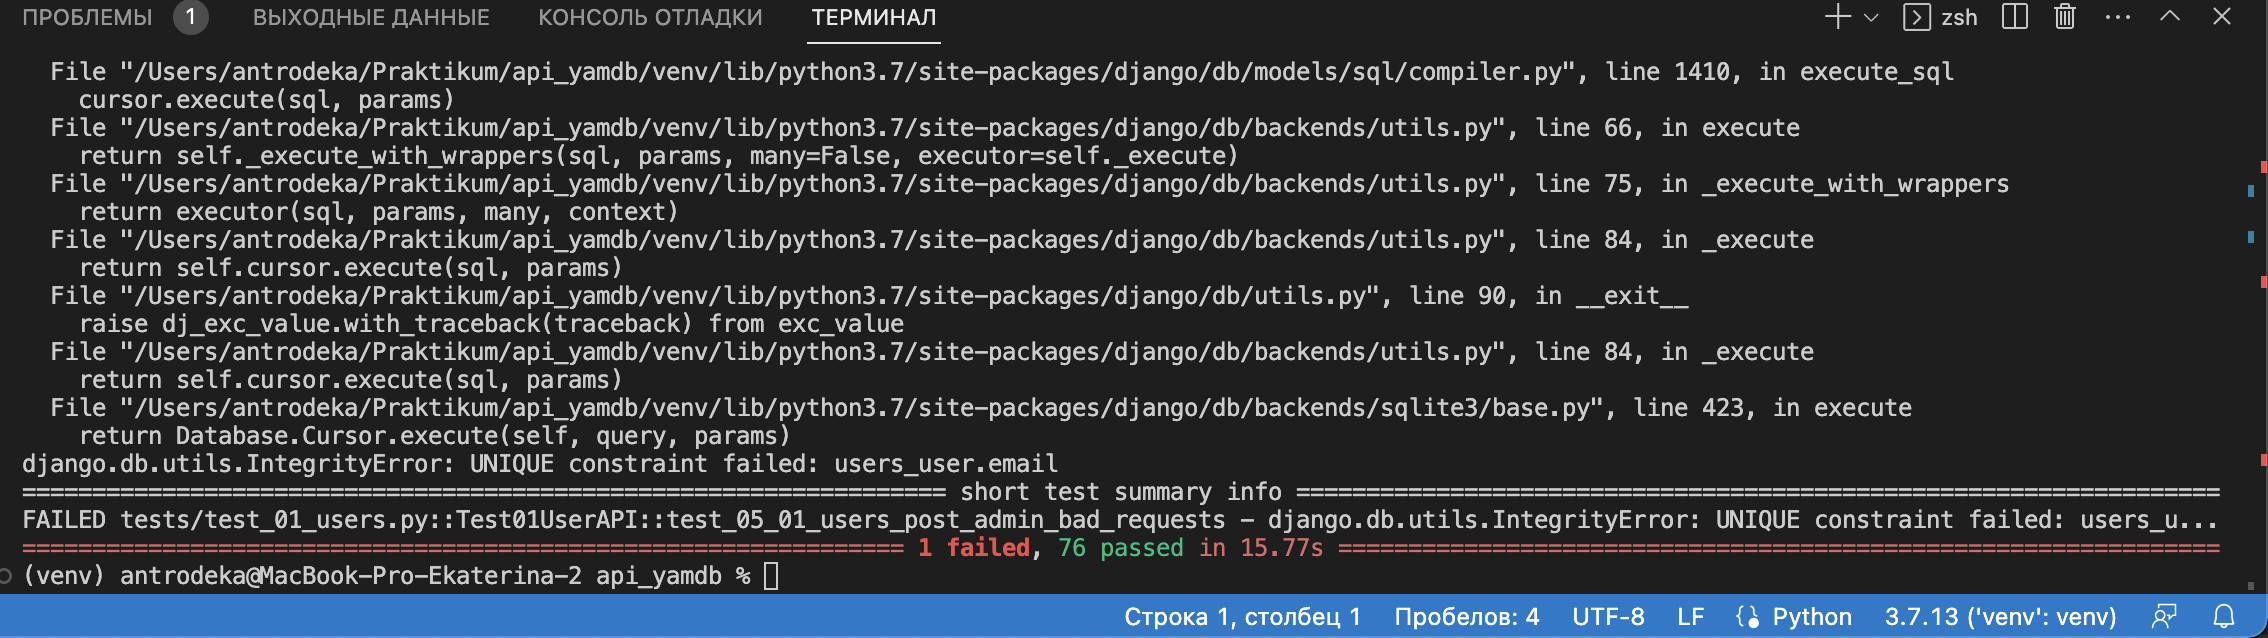 ПРОБЛЕМЫ 1 ВЫХОДНЫЕ ДАННЫЕ КОНСОЛЬ ОТЛАДКИ ТЕРМИНАЛ zsh
File "/Users/antrodeka/Praktikum/api_yamdb/venv/lib/python3.7/site-packages/django/db/models/sql/compiler.py", line 1410, in execute_sql
cursor.execute(sql, params)
File "/Users/antrodeka/Praktikum/api_yamdb/venv/lib/python3.7/site-packages/django/db/backends/utils.py", line 66, in execute
return self._execute_with_wrappers(sql, params, many=False, executor=self._execute)
File "/Users/antrodeka/Praktikum/api_yamdb/venv/lib/python3.7/site-packages/django/db/backends/utils.py", line 75, in _execute_with_wrappers
return executor(sql, params, many, context)
File "/Users/antrodeka/Praktikum/api_yamdb/venv/lib/python3.7/site-packages/django/db/backends/utils.py", line 84, in _execute
return self.cursor.execute(sql, params)
File "/Users/antrodeka/Praktikum/api_yamdb/venv/lib/python3.7/site-packages/django/db/utils.py", line 90, in __exit__
raise dj_exc_value.with_traceback(traceback) from exc_value
File "/Users/antrodeka/Praktikum/api_yamdb/venv/lib/python3.7/site-packages/django/db/backends/utils.py", line 84, in _execute
return self.cursor.execute(sql, params)
File "/Users/antrodeka/Praktikum/api_yamdb/venv/lib/python3.7/site-packages/django/db/backends/sqlite3/base.py", line 423, in execute
return Database.Cursor.execute(self, query, params)
django.db.utils.IntegrityError: UNIQUE constraint failed: users_user.email
================================================================== short test summary info ==================================================================
FAILED tests/test_01_users.py::Test01UserAPI::test_05_01_users_post_admin_bad_requests - django.db.utils.IntegrityError: UNIQUE constraint failed: users_u...
=============================================================== 1 failed, 76 passed in 15.77s ===============================================================
(venv) antrodeka@MacBook-Pro-Ekaterina-2 api_yamdb %
Строка 1, столбец 1 Пробелов: 4 UTF-8 LF Python 3.7.13 ('venv': venv)